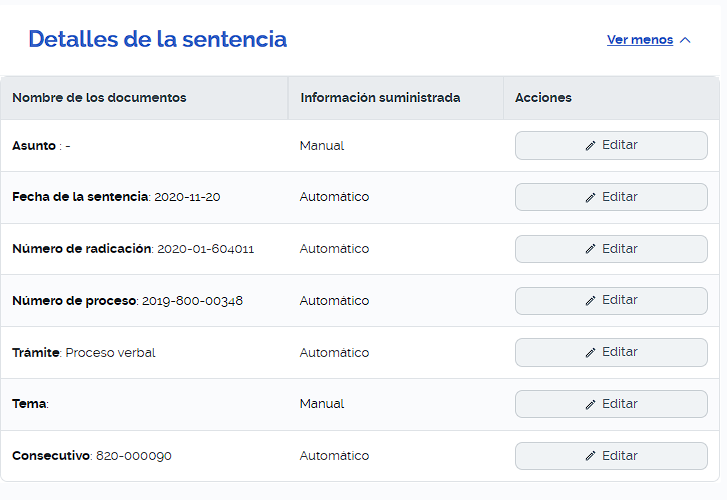 Detalles de la sentencia
Ver menos
Nombre de los documentos Información suministrada Acciones
Asunto : - Manual Editar
Fecha de la sentencia: 2020-11-20 Automático Editar
Número de radicación: 2020-01-604011 Automático Editar
Número de proceso: 2019-800-00348 Automático Editar
Trámite: Proceso verbal Automático Editar
Tema: Manual Editar
Consecutivo: 820-000090 Automático Editar